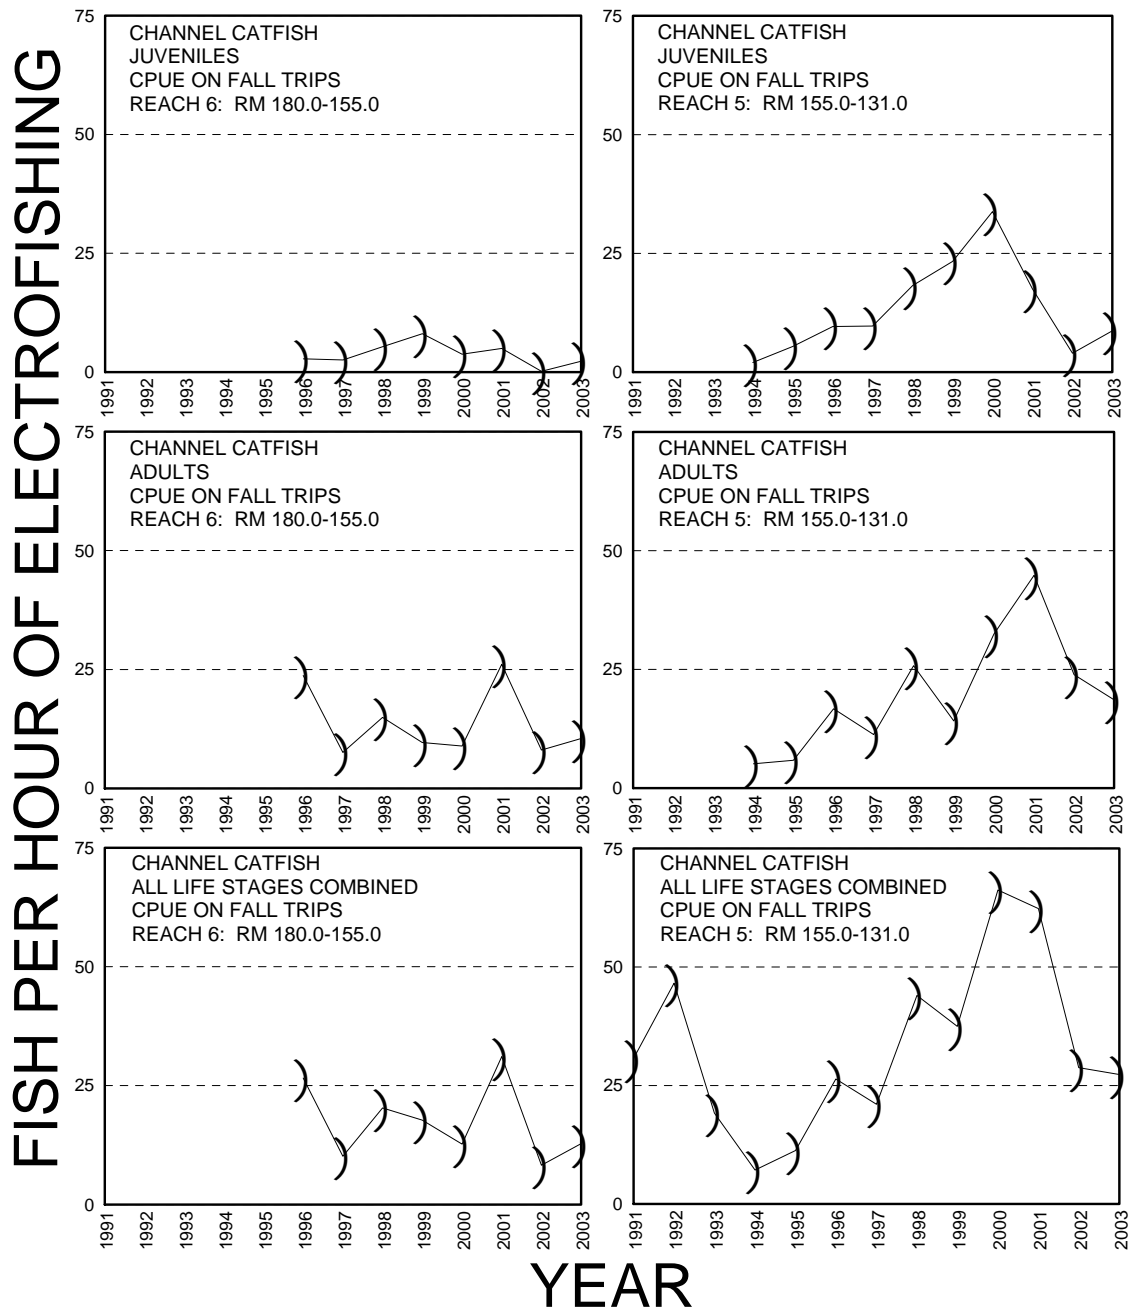 FISH PER HOUR OF ELECTROFISHING
75
50
25
0
CHANNEL CATFISH
JUVENILES
CPUE ON FALL TRIPS
REACH 6: RM 180.0-155.0
1991 1992 1993 1994 1995 1996 1997 1998 1999 2000 2001 2002 2003
75
50
25
0
CHANNEL CATFISH
JUVENILES
CPUE ON FALL TRIPS
REACH 5: RM 155.0-131.0
1991 1992 1993 1994 1995 1996 1997 1998 1999 2000 2001 2002 2003
75
50
25
0
CHANNEL CATFISH
ADULTS
CPUE ON FALL TRIPS
REACH 6: RM 180.0-155.0
1991 1992 1993 1994 1995 1996 1997 1998 1999 2000 2001 2002 2003
75
50
25
0
CHANNEL CATFISH
ADULTS
CPUE ON FALL TRIPS
REACH 5: RM 155.0-131.0
1991 1992 1993 1994 1995 1996 1997 1998 1999 2000 2001 2002 2003
75
50
25
0
CHANNEL CATFISH
ALL LIFE STAGES COMBINED
CPUE ON FALL TRIPS
REACH 6: RM 180.0-155.0
1991 1992 1993 1994 1995 1996 1997 1998 1999 2000 2001 2002 2003
75
50
25
0
CHANNEL CATFISH
ALL LIFE STAGES COMBINED
CPUE ON FALL TRIPS
REACH 5: RM 155.0-131.0
1991 1992 1993 1994 1995 1996 1997 1998 1999 2000 2001 2002 2003
YEAR